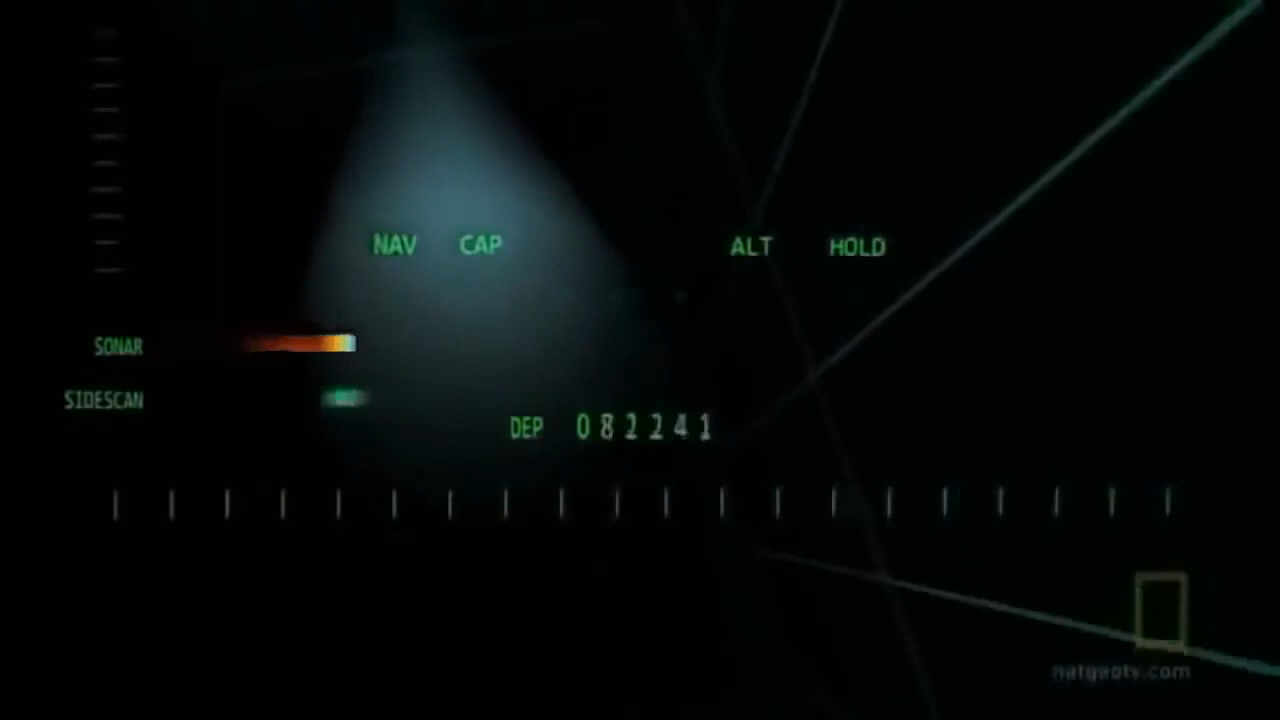 NAV CAP ALT HOLD
SONAR
SIDESCAN
DEP 082241
natgeotv.com